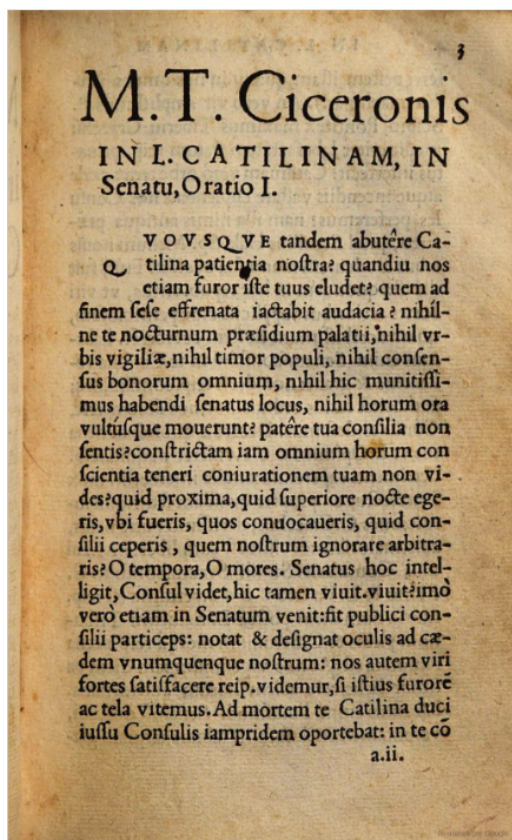 3
M. T. Ciceronis
IN L. CATILINAM, IN
Senatu, Oratio I.
VOVSQVE tandem abutêre Ca-
Q tilina patientia nostra? quandiu nos
etiam furor iste tuus eludet? quem ad
finem sese effrenata iactabit audacia? nihil-
ne te nocturnum præsidium palatii, nihil vr-
bis vigiliæ, nihil timor populi, nihil consen-
sus bonorum omnium, nihil hic munitissi-
mus habendi senatus locus, nihil horum ora
vultúsque mouerunt? patêre tua consilia non
sentis? constrictam iam omnium horum con
scientia teneri coniurationem tuam non vi-
des? quid proxima, quid superiore nocte ege-
ris, vbi fueris, quos conuocaueris, quid con-
silii ceperis, quem nostrum ignorare arbitra-
ris? O tempora, O mores. Senatus hoc intel-
ligit, Consul videt, hic tamen viuit. viuit? imò
verò etiam in Senatum venit: fit publici con-
silii particeps: notat & designat oculis ad cæ-
dem vnumquenque nostrum: nos autem viri
fortes satisfacere reip. videmur, si istius furorē
ac tela vitemus. Ad mortem te Catilina duci
iussu Consulis iampridem oportebat: in te cō
a.ii.